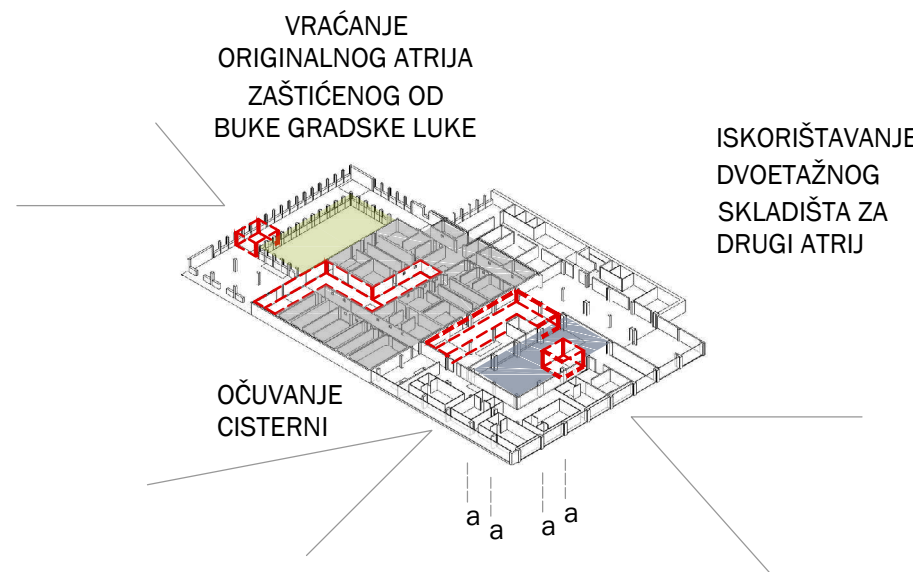 VRAĆANJE
ORIGINALNOG ATRIJA
ZAŠTIĆENOG OD
BUKE GRADSKE LUKE
ISKORIŠTAVANJE
DVOETAŽNOG
SKLADIŠTA ZA
DRUGI ATRIJ
OČUVANJE
CISTERNI
a a a a